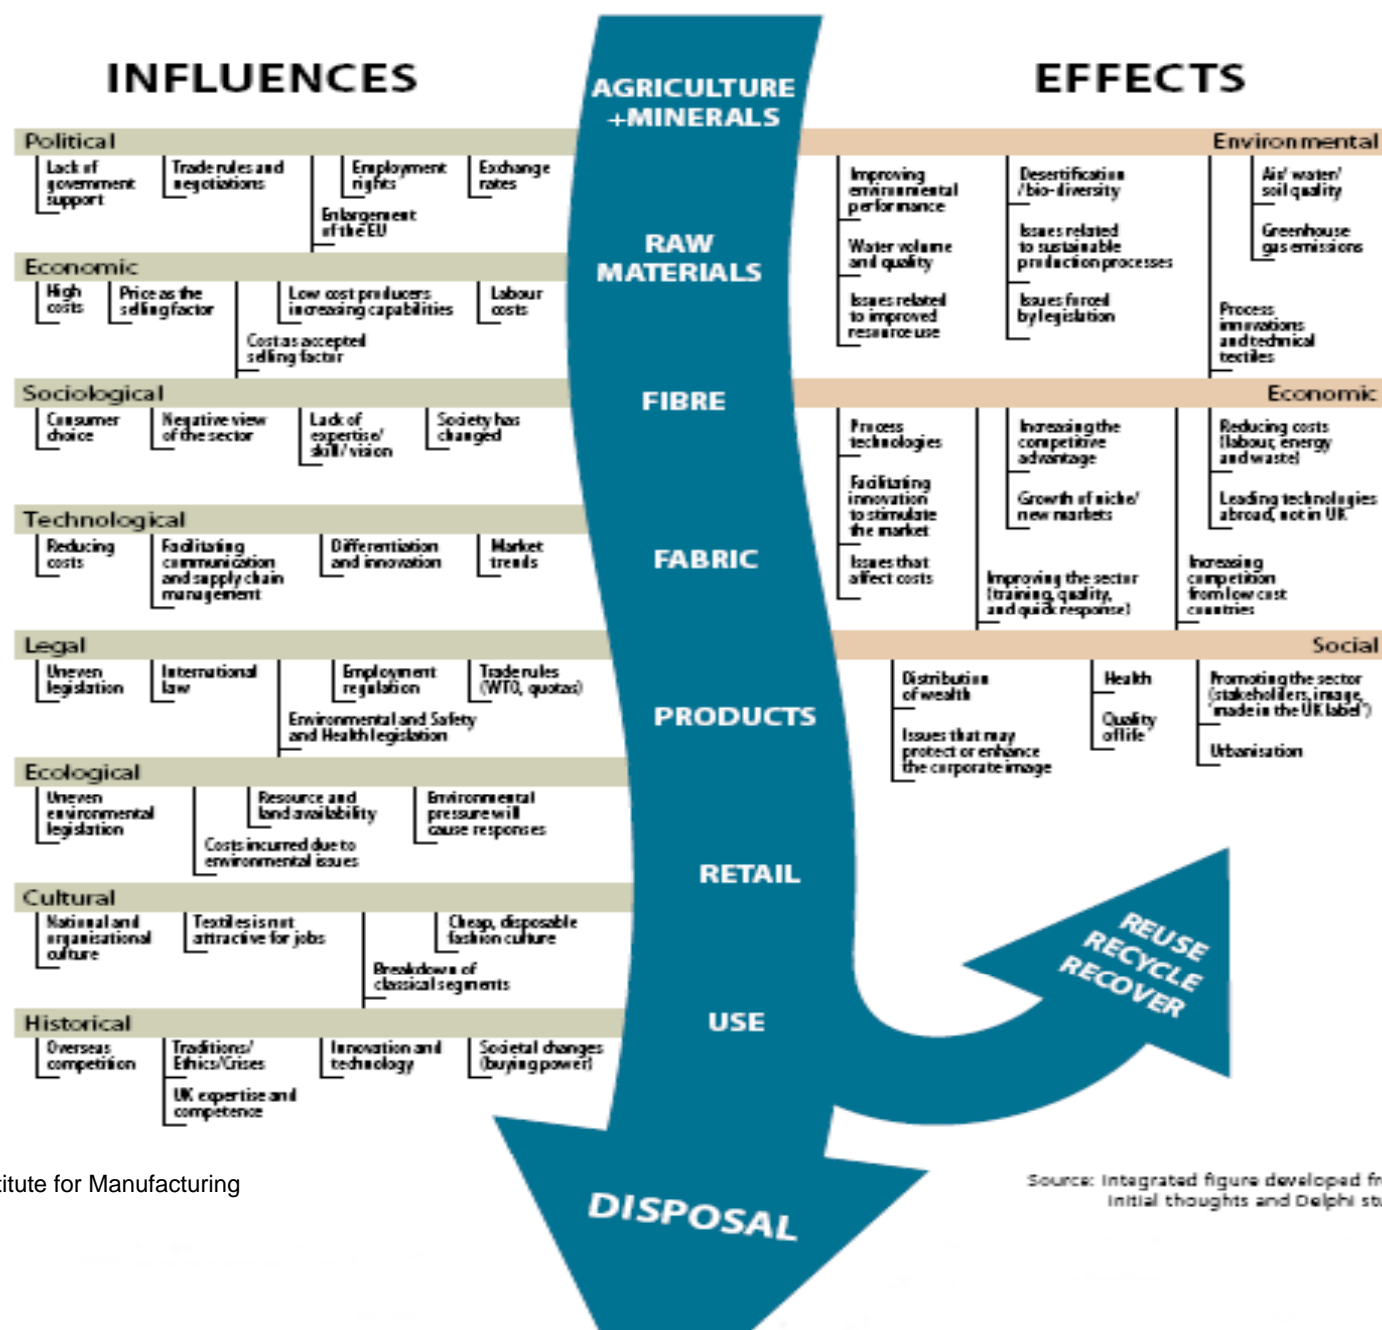 INFLUENCES
EFFECTS
AGRICULTURE
+MINERALS
RAW
MATERIALS
FIBRE
FABRIC
PRODUCTS
RETAIL
USE
DISPOSAL
REUSE
RECYCLE
RECOVER
Political
Lack of
government
support
Trade rules and
negotiations
Enlargement
of the EU
Employment
rights
Exchange
rates
Economic
High
costs
Price as the
selling factor
Cost as accepted
selling factor
Low cost producers
increasing capabilities
Labour
costs
Sociological
Consumer
choice
Negative view
of the sector
Lack of
expertise/
skill/vision
Society has
changed
Technological
Reducing
costs
Facilitating
communication
and supply chain
management
Differentiation
and innovation
Market
trends
Legal
Uneven
legislation
International
law
Environmental and Safety
and Health legislation
Employment
regulation
Trade rules
(WTO, quotas)
Ecological
Uneven
environmental
legislation
Costs incurred due to
environmental issues
Resource and
land availability
Environmental
pressure will
cause responses
Cultural
National and
organisational
culture
Textiles is not
attractive for jobs
Breakdown of
classical segments
Cheap, disposable
fashion culture
Historical
Overseas
competition
Traditions/
Ethics/Crises
UK expertise and
competence
Innovation and
technology
Societal changes
(buying power)
Environmental
Improving
environmental
performance
Water volume
and quality
Issues related
to improved
resource use
Desertification
/bio-diversity
Issues related
to sustainable
production processes
Issues forced
by legislation
Air/ water/
soil quality
Greenhouse
gas emissions
Process
innovations
and technical
tectiles
Economic
Process
technologies
Facilitating
innovation
to stimulate
the market
Issues that
affect costs
Increasing the
competitive
advantage
Growth of niche/
new markets
Improving the sector
(training, quality,
and quick response)
Reducing costs
(labour, energy
and waste)
Leading technologies
abroad, not in UK
Increasing
competition
from low cost
countries
Social
Distribution
of wealth
Issues that may
protect or enhance
the corporate image
Health
Quality
of life
Promoting the sector
(stakeholders, image,
"made in the UK label")
Urbanisation
titute for Manufacturing
Source: Integrated figure developed fr
initial thoughts and Delphi stu